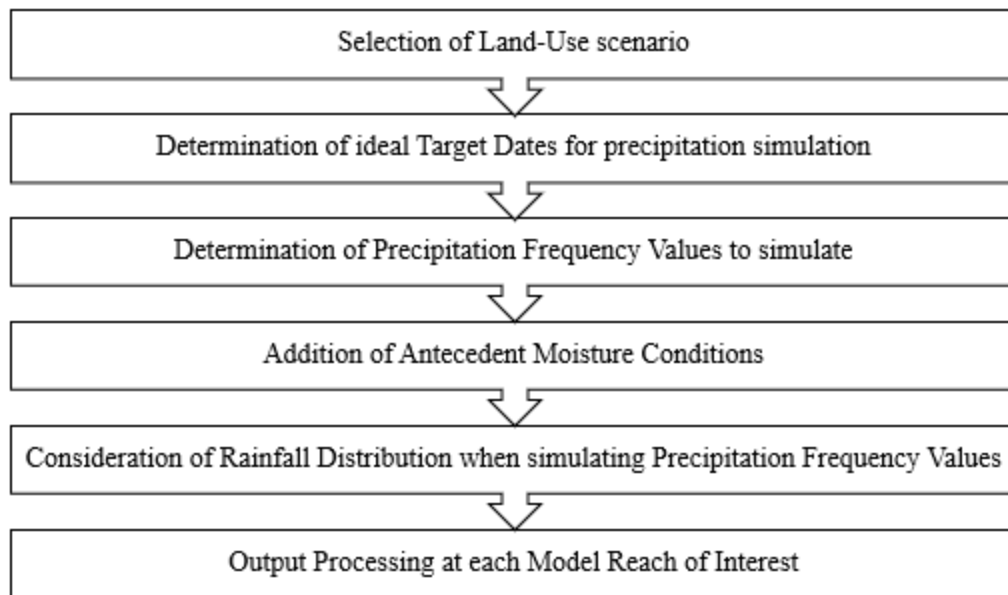 Selection of Land-Use scenario
Determination of ideal Target Dates for precipitation simulation
Determination of Precipitation Frequency Values to simulate
Addition of Antecedent Moisture Conditions
Consideration of Rainfall Distribution when simulating Precipitation Frequency Values
Output Processing at each Model Reach of Interest